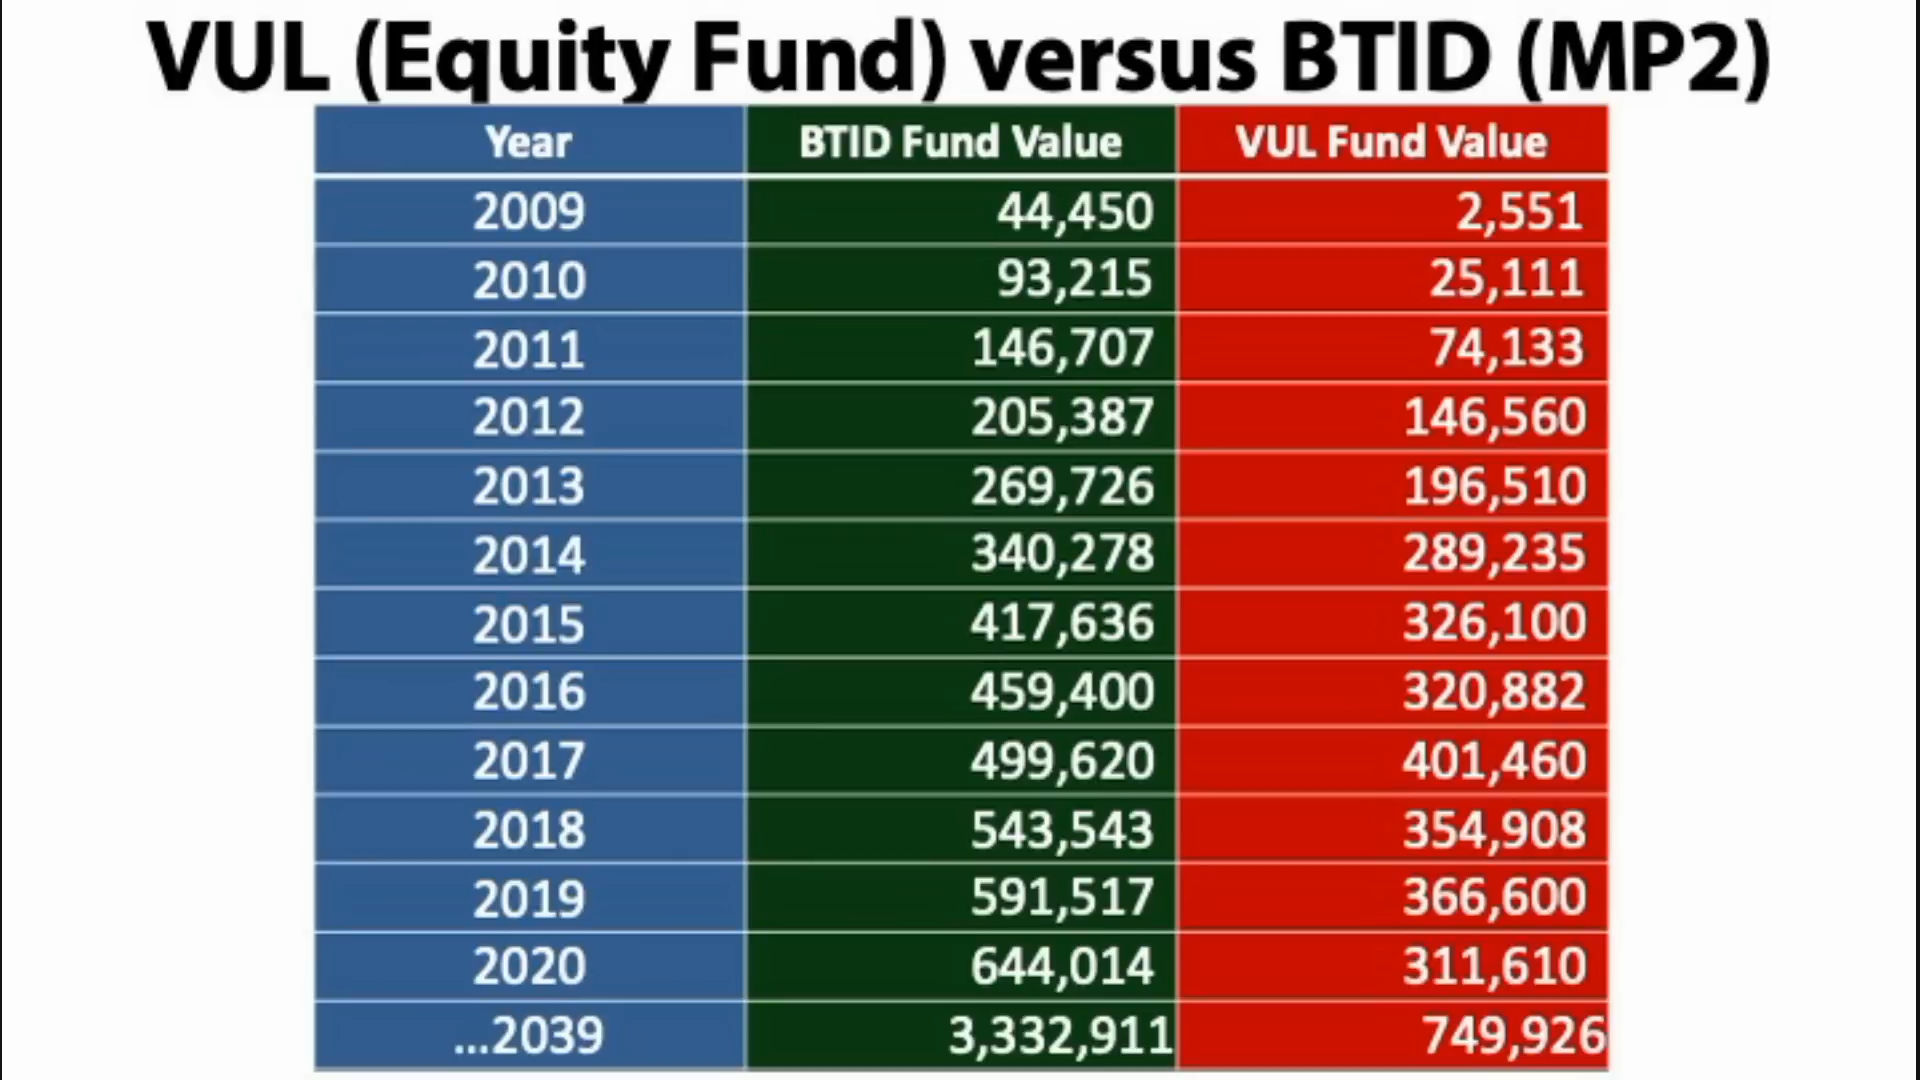 VUL (Equity Fund) versus BTID (MP2)
Year BTID Fund Value VUL Fund Value
2009 44,450 2,551
2010 93,215 25,111
2011 146,707 74,133
2012 205,387 146,560
2013 269,726 196,510
2014 340,278 289,235
2015 417,636 326,100
2016 459,400 320,882
2017 499,620 401,460
2018 543,543 354,908
2019 591,517 366,600
2020 644,014 311,610
...2039 3,332,911 749,926